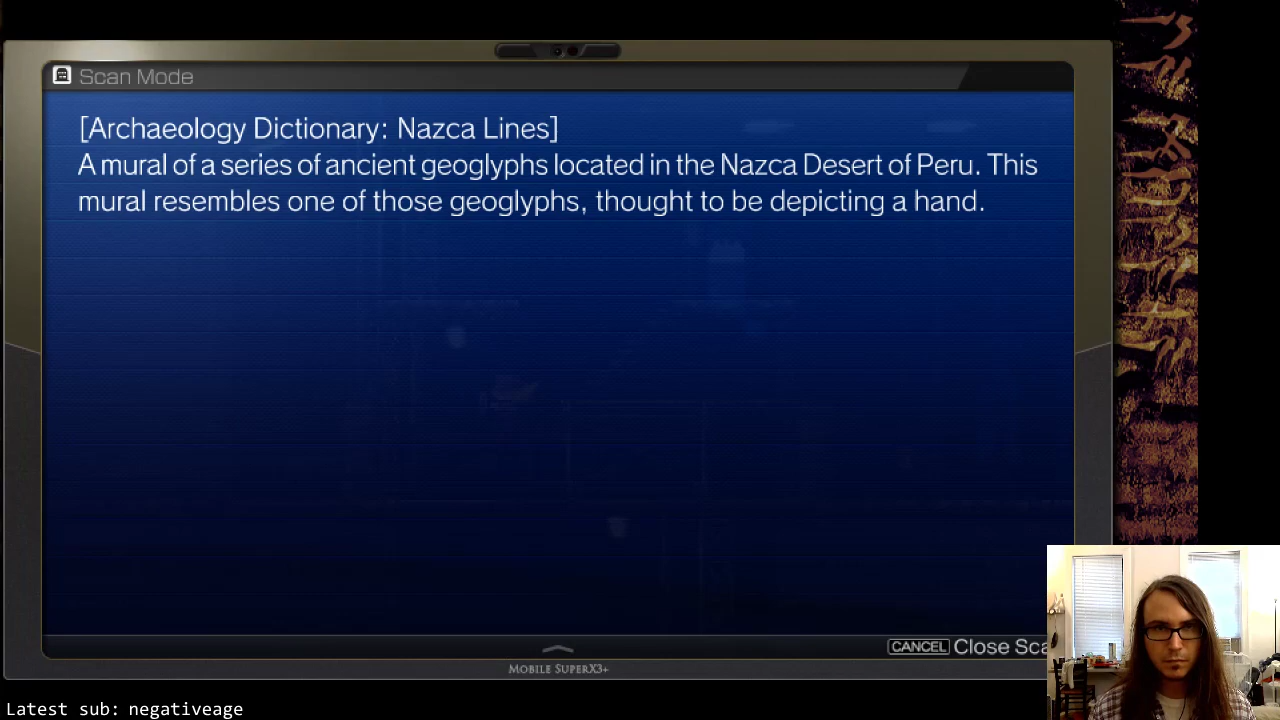 Scan Mode
[Archaeology Dictionary: Nazca Lines]
A mural of a series of ancient geoglyphs located in the Nazca Desert of Peru. This
mural resembles one of those geoglyphs, thought to be depicting a hand.
CANCEL Close Sca
MOBILE SUPERX3+
Latest sub: negativeage